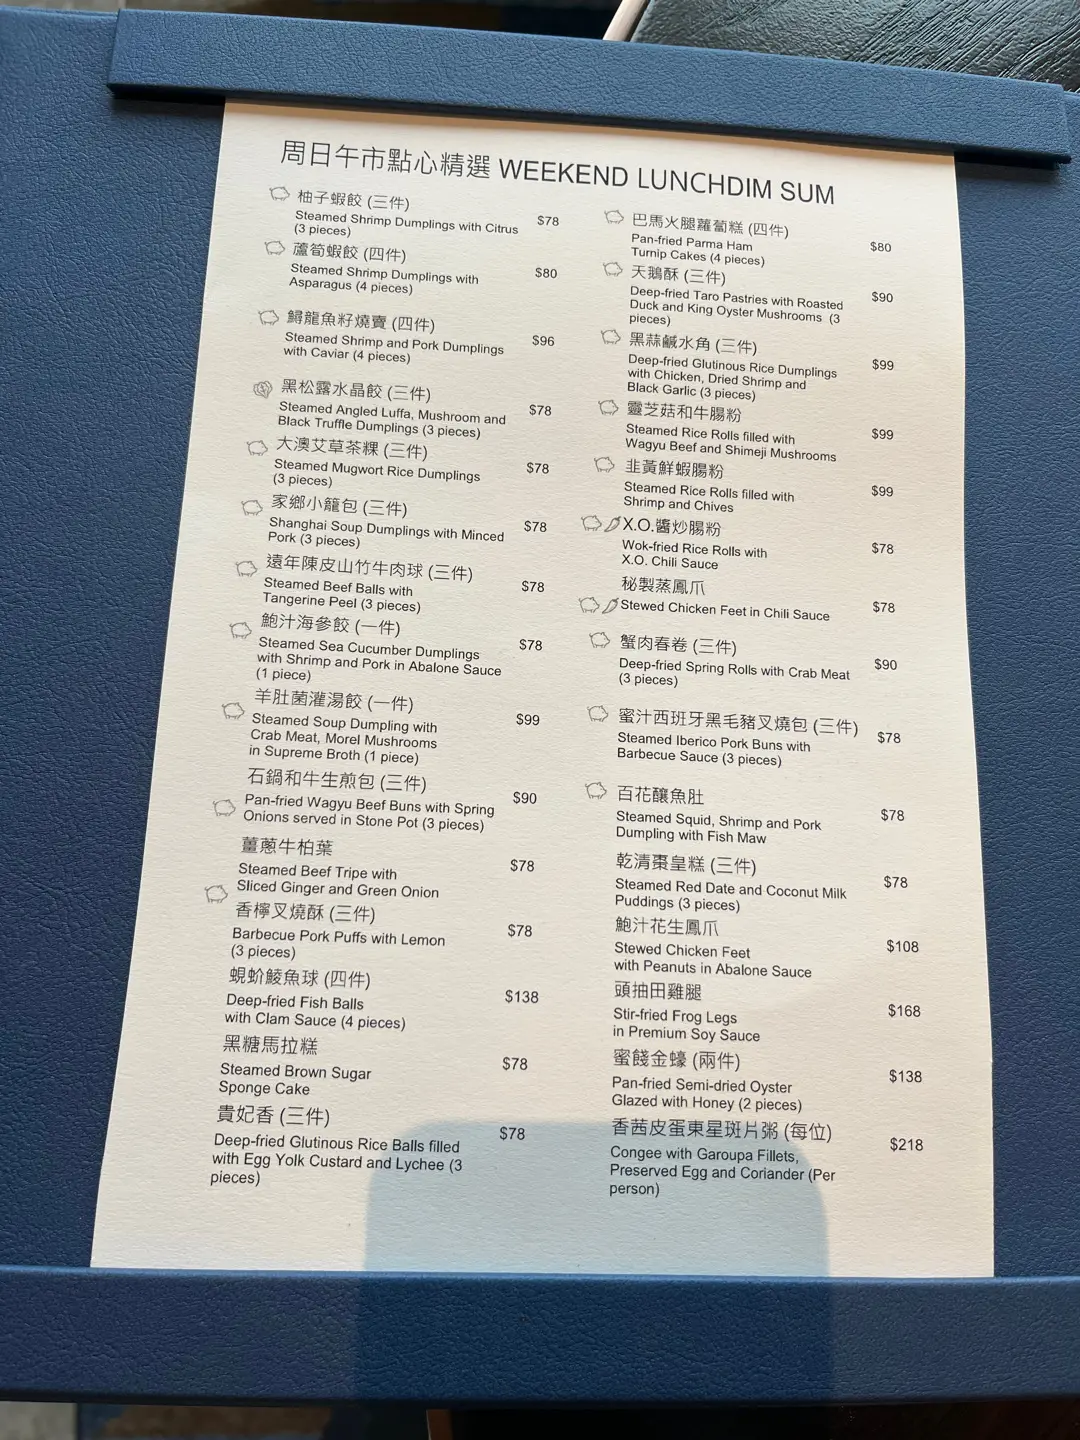 周日午市點心精選 WEEKEND LUNCHDIM SUM
柚子蝦餃 (三件)
Steamed Shrimp Dumplings with Citrus $78
(3 pieces)
蘆筍蝦餃 (四件)
Steamed Shrimp Dumplings with $80
Asparagus (4 pieces)
鱘龍魚籽燒賣 (四件)
Steamed Shrimp and Pork Dumplings $96
with Caviar (4 pieces)
黑松露水晶餃 (三件)
Steamed Angled Luffa, Mushroom and $78
Black Truffle Dumplings (3 pieces)
大澳艾草茶粿 (三件)
Steamed Mugwort Rice Dumplings $78
(3 pieces)
家鄉小籠包 (三件)
Shanghai Soup Dumplings with Minced $78
Pork (3 pieces)
遠年陳皮山竹牛肉球 (三件)
Steamed Beef Balls with $78
Tangerine Peel (3 pieces)
鮑汁海參餃 (一件)
Steamed Sea Cucumber Dumplings $78
with Shrimp and Pork in Abalone Sauce
(1 piece)
羊肚菌灌湯餃 (一件)
Steamed Soup Dumpling with $99
Crab Meat, Morel Mushrooms
in Supreme Broth (1 piece)
石鍋和牛生煎包 (三件)
Pan-fried Wagyu Beef Buns with Spring $90
Onions served in Stone Pot (3 pieces)
薑蔥牛柏葉
Steamed Beef Tripe with $78
Sliced Ginger and Green Onion
香檸叉燒酥 (三件)
Barbecue Pork Puffs with Lemon $78
(3 pieces)
蜆蚧鯪魚球 (四件)
Deep-fried Fish Balls $138
with Clam Sauce (4 pieces)
黑糖馬拉糕
Steamed Brown Sugar $78
Sponge Cake
貴妃香 (三件)
Deep-fried Glutinous Rice Balls filled $78
with Egg Yolk Custard and Lychee (3
pieces)
巴馬火腿蘿蔔糕 (四件)
Pan-fried Parma Ham $80
Turnip Cakes (4 pieces)
天鵝酥 (三件)
Deep-fried Taro Pastries with Roasted $90
Duck and King Oyster Mushrooms (3
pieces)
黑蒜鹹水角 (三件)
Deep-fried Glutinous Rice Dumplings $99
with Chicken, Dried Shrimp and
Black Garlic (3 pieces)
靈芝菇和牛腸粉
Steamed Rice Rolls filled with $99
Wagyu Beef and Shimeji Mushrooms
韭黃鮮蝦腸粉
Steamed Rice Rolls filled with $99
Shrimp and Chives
X.O.醬炒腸粉
Wok-fried Rice Rolls with $78
X.O. Chili Sauce
秘製蒸鳳爪
Stewed Chicken Feet in Chili Sauce $78
蟹肉春卷 (三件)
Deep-fried Spring Rolls with Crab Meat $90
(3 pieces)
蜜汁西班牙黑毛豬叉燒包 (三件)
Steamed Iberico Pork Buns with $78
Barbecue Sauce (3 pieces)
百花釀魚肚
Steamed Squid, Shrimp and Pork $78
Dumpling with Fish Maw
乾清棗皇糕 (三件)
Steamed Red Date and Coconut Milk $78
Puddings (3 pieces)
鮑汁花生鳳爪
Stewed Chicken Feet $108
with Peanuts in Abalone Sauce
頭抽田雞腿
Stir-fried Frog Legs $168
in Premium Soy Sauce
蜜餞金蠔 (兩件)
Pan-fried Semi-dried Oyster $138
Glazed with Honey (2 pieces)
香茜皮蛋東星斑片粥 (每位)
Congee with Garoupa Fillets, $218
Preserved Egg and Coriander (Per
person)